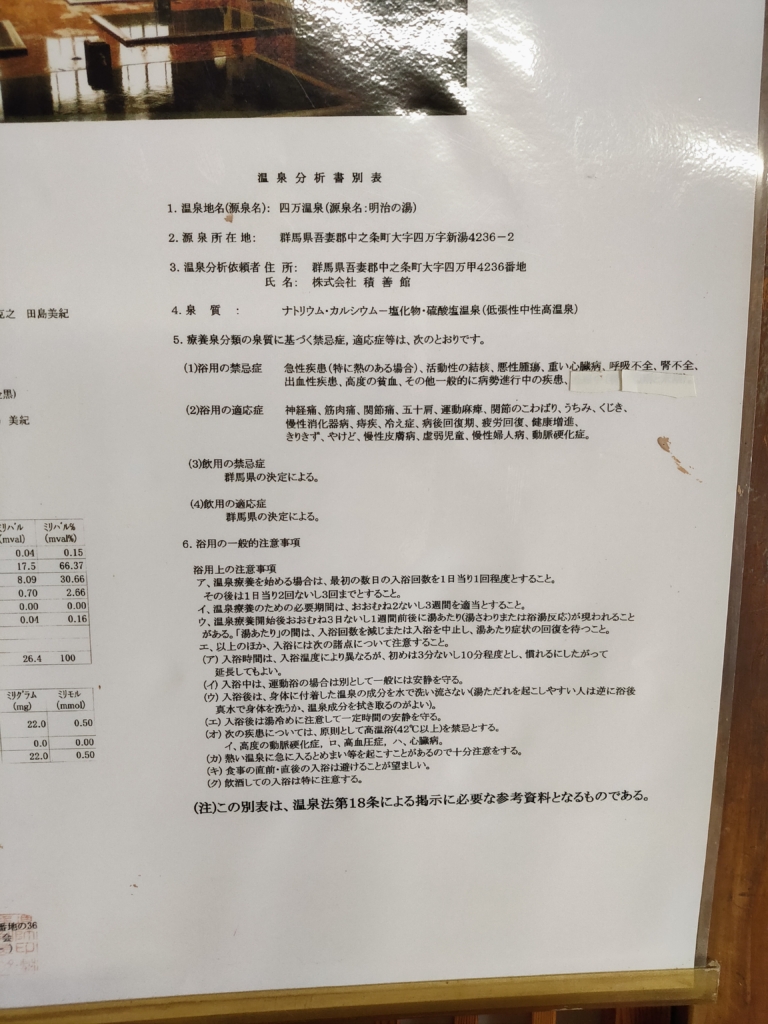 温泉分析書別表
1. 温泉地名(源泉名): 四万温泉(源泉名:明治の湯)
2. 源泉所在地: 群馬県吾妻郡中之条町大字四万字新湯4236－2
3. 温泉分析依頼者 住 所: 群馬県吾妻郡中之条町大字四万甲4236番地
氏 名: 株式会社 積 善 館
4. 泉 質 : ナトリウム・カルシウム－塩化物・硫酸塩温泉(低張性中性高温泉)
5. 療養泉分類の泉質に基づく禁忌症, 適応症等は、次のとおりです。
(1)浴用の禁忌症 急性疾患(特に熱のある場合)、活動性の結核、悪性腫瘍、重い心臓病、呼吸不全、腎不全、
出血性疾患、高度の貧血、その他一般的に病勢進行中の疾患、
(2)浴用の適応症 神経痛、筋肉痛、関節痛、五十肩、運動麻痺、関節のこわばり、うちみ、くじき、
慢性消化器病、痔疾、冷え症、病後回復期、疲労回復、健康増進、
きりきず、やけど、慢性皮膚病、虚弱児童、慢性婦人病、動脈硬化症。
(3)飲用の禁忌症
群馬県の決定による。
(4)飲用の適応症
群馬県の決定による。
6. 浴用の一般的注意事項
浴用上の注意事項
ア、温泉療養を始める場合は、最初の数日の入浴回数を1日当り1回程度とすること。
その後は1日当り2回ないし3回までとすること。
イ、温泉療養のための必要期間は、おおむね2ないし3週間を適当とすること。
ウ、温泉療養開始後おおむね3日ないし1週間前後に湯あたり(湯さわりまたは浴湯反応)が現われること
がある。「湯あたり」の間は、入浴回数を減じまたは入浴を中止し、湯あたり症状の回復を待つこと。
エ、以上のほか、入浴には次の諸点について注意すること。
(ア) 入浴時間は、入浴温度により異なるが、初めは3分ないし10分程度とし、慣れるにしたがって
延長してもよい。
(イ) 入浴中は、運動浴の場合は別として一般には安静を守る。
(ウ) 入浴後は、身体に付着した温泉の成分を水で洗い流さない(湯ただれを起こしやすい人は逆に浴後
真水で身体を洗うか、温泉成分を拭き取るのがよい)。
(エ) 入浴後は湯冷めに注意して一定時間の安静を守る。
(オ) 次の疾患については、原則として高温浴(42℃以上)を禁忌とする。
イ、高度の動脈硬化症、ロ、高血圧症、ハ、心臓病。
(カ) 熱い温泉に急に入るとめまい等を起こすことがあるので十分注意をする。
(キ) 食事の直前・直後の入浴は避けることが望ましい。
(ク) 飲酒しての入浴は特に注意する。
(注)この別表は、温泉法第18条による掲示に必要な参考資料となるものである。
之 田島美紀
黒)
美紀
ミリバル ミリバル%
(mval) (mval%)
0.04 0.15
17.5 66.37
8.09 30.66
0.70 2.66
0.00 0.00
0.04 0.16
26.4 100
ミリグラム ミリモル
(mg) (mmol)
22.0 0.50
0.0 0.00
22.0 0.50
番地の36
会